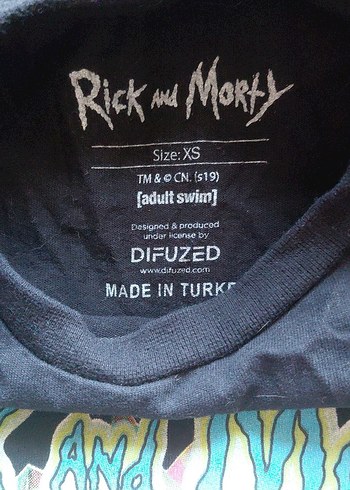 Rick and Morty
Size: XS
TM & © CN. (s19)
[adult swim]
Designed & produced
under license by
DIFUZED
www.difuzed.com
MADE IN
AND